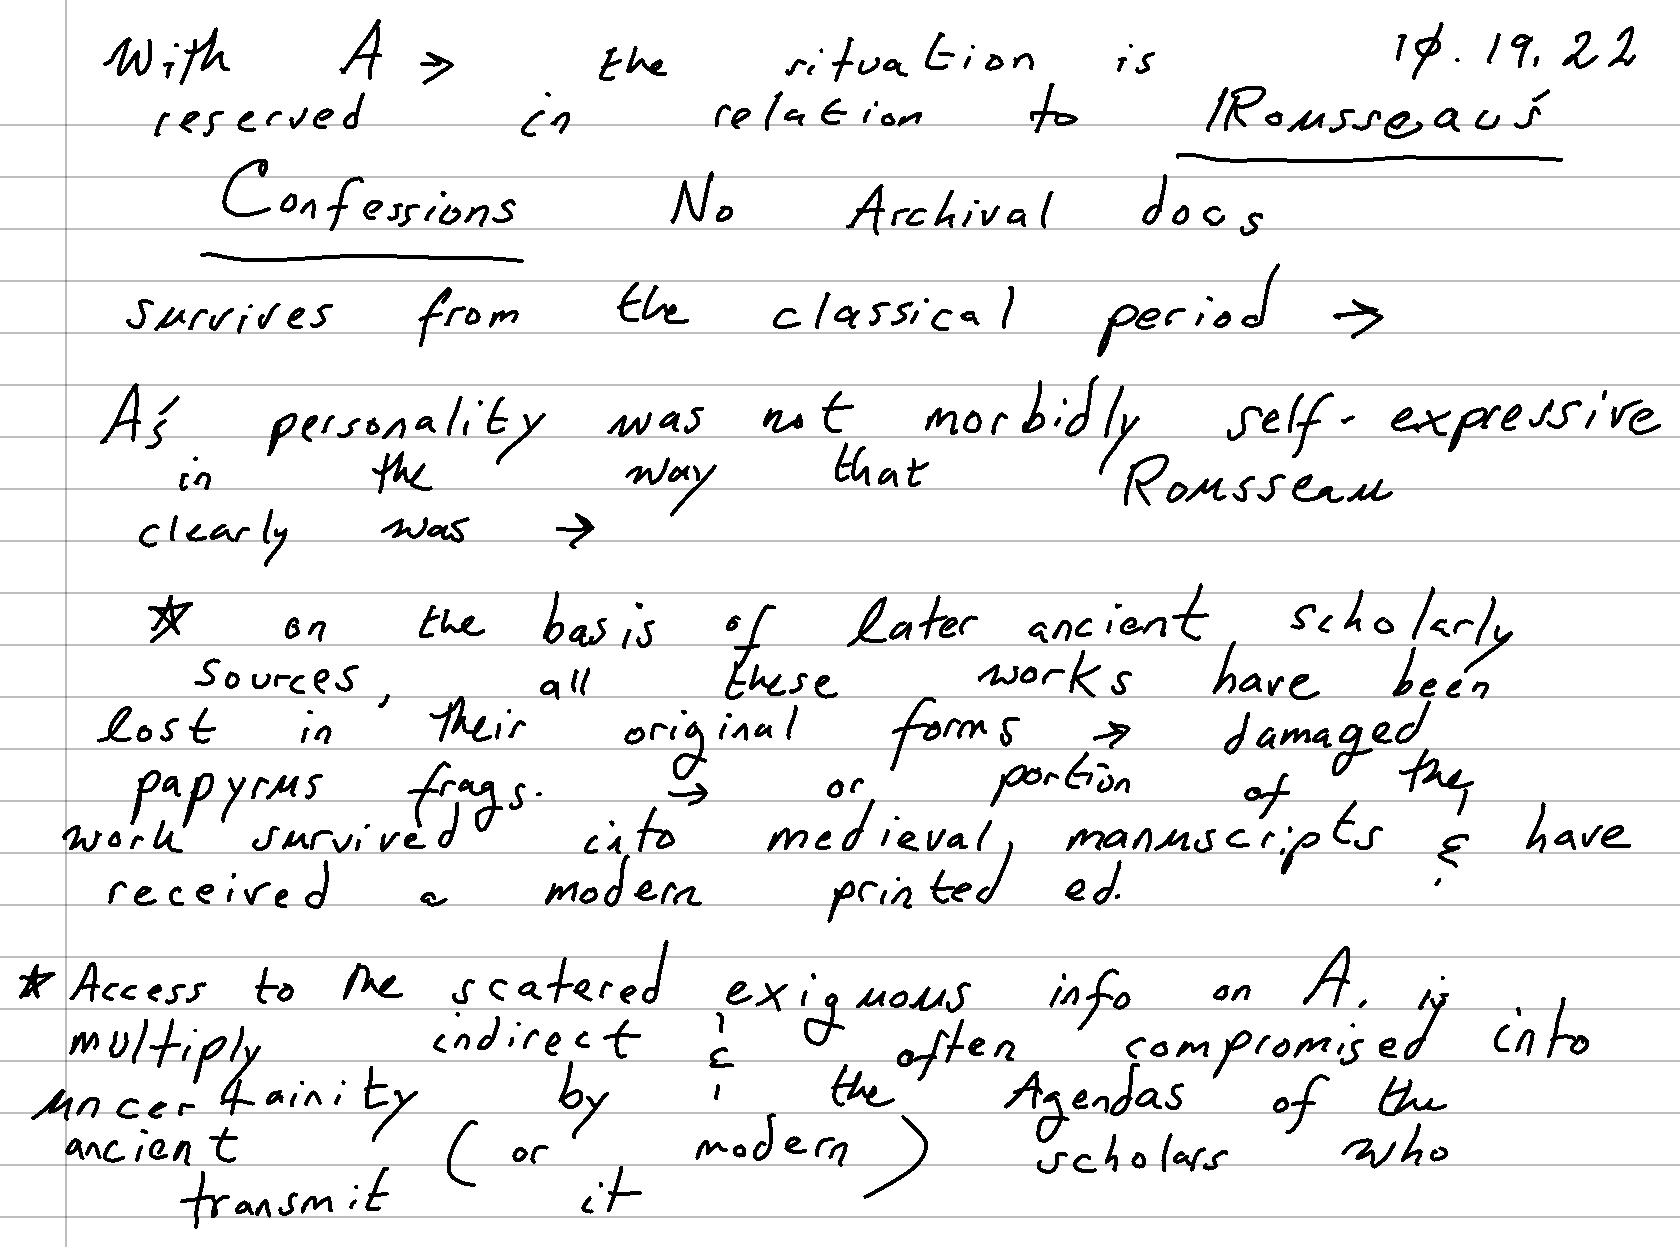 With A → the situation is 10.19.22
reserved in relation to Rousseau's
Confessions No Archival docs
survives from the classical period →
A's personality was not morbidly self-expressive
in the way that Rousseau
clearly was →
☆ on the basis of later ancient scholarly
sources, all these works have been
lost in their original forms → damaged
papyrus frags. → or portion of the
work survived into medieval, manuscripts & have
received a modern printed ed.
☆ Access to the scatered exiguous info on A. is
multiply indirect & often compromised into
uncertainity by the Agendas of the
ancient (or modern) scholars who
transmit it